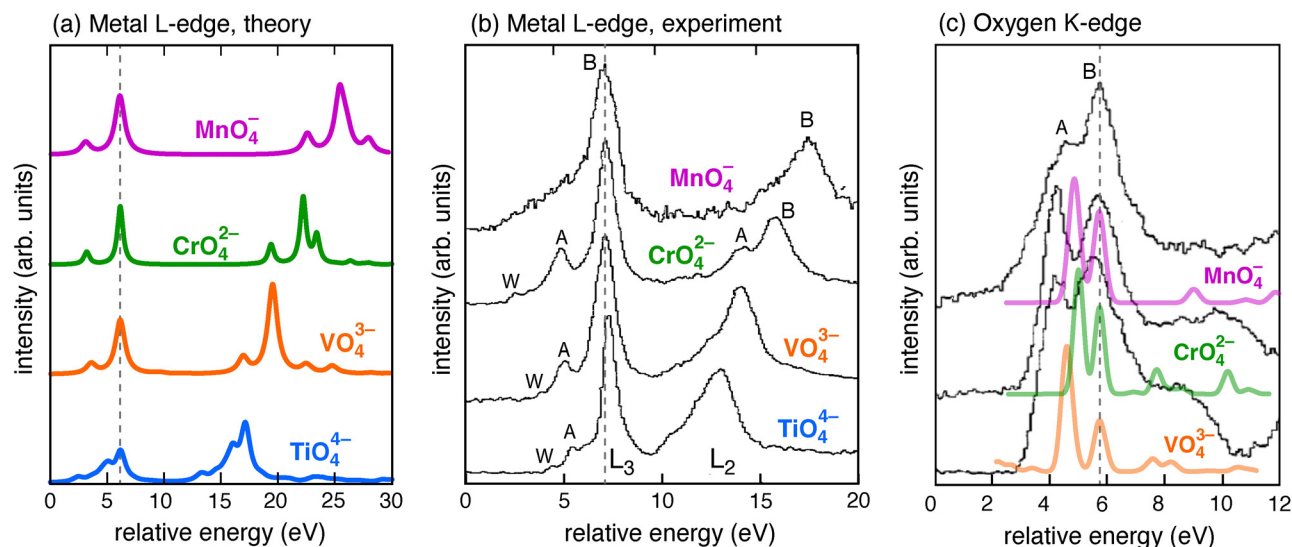 (a) Metal L-edge, theory
intensity (arb. units)
MnO₄⁻
CrO₄²⁻
VO₄³⁻
TiO₄⁴⁻
0 5 10 15 20 25 30
relative energy (eV)
(b) Metal L-edge, experiment
intensity (arb. units)
B
B
MnO₄⁻
W A CrO₄²⁻ A B
W A VO₄³⁻
W A TiO₄⁴⁻
L₃ L₂
5 10 15 20
relative energy (eV)
(c) Oxygen K-edge
intensity (arb. units)
B
A
MnO₄⁻
CrO₄²⁻
VO₄³⁻
0 2 4 6 8 10 12
relative energy (eV)